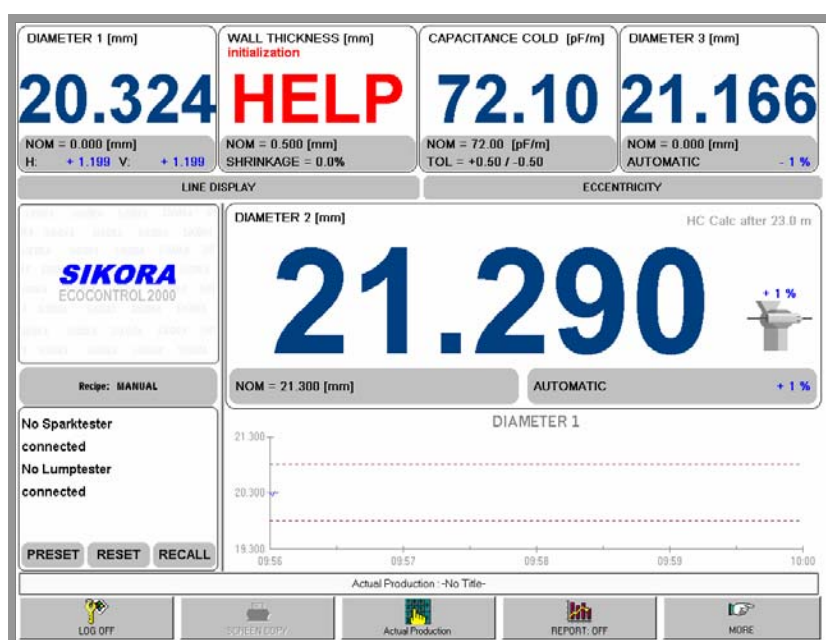 DIAMETER 1 [mm]
20.324
NOM = 0.000 [mm]
H: + 1.199 V: + 1.199
WALL THICKNESS [mm]
initialization
HELP
NOM = 0.500 [mm]
SHRINKAGE = 0.0%
CAPACITANCE COLD [pF/m]
72.10
NOM = 72.00 [pF/m]
TOL = +0.50 / -0.50
DIAMETER 3 [mm]
21.166
NOM = 0.000 [mm]
AUTOMATIC - 1 %
LINE DISPLAY
ECCENTRICITY
SIKORA
ECOCONTROL 2000
Recipe: MANUAL
No Sparktester
connected
No Lumptester
connected
PRESET RESET RECALL
DIAMETER 2 [mm]
HC Calc after 23.0 m
21.290
+ 1 %
NOM = 21.300 [mm]
AUTOMATIC + 1 %
DIAMETER 1
21.300
20.300
19.300
09:56 09:57 09:58 09:59 10:00
Actual Production : -No Title-
LOG OFF
SCREEN COPY
Actual Production
REPORT: OFF
MORE